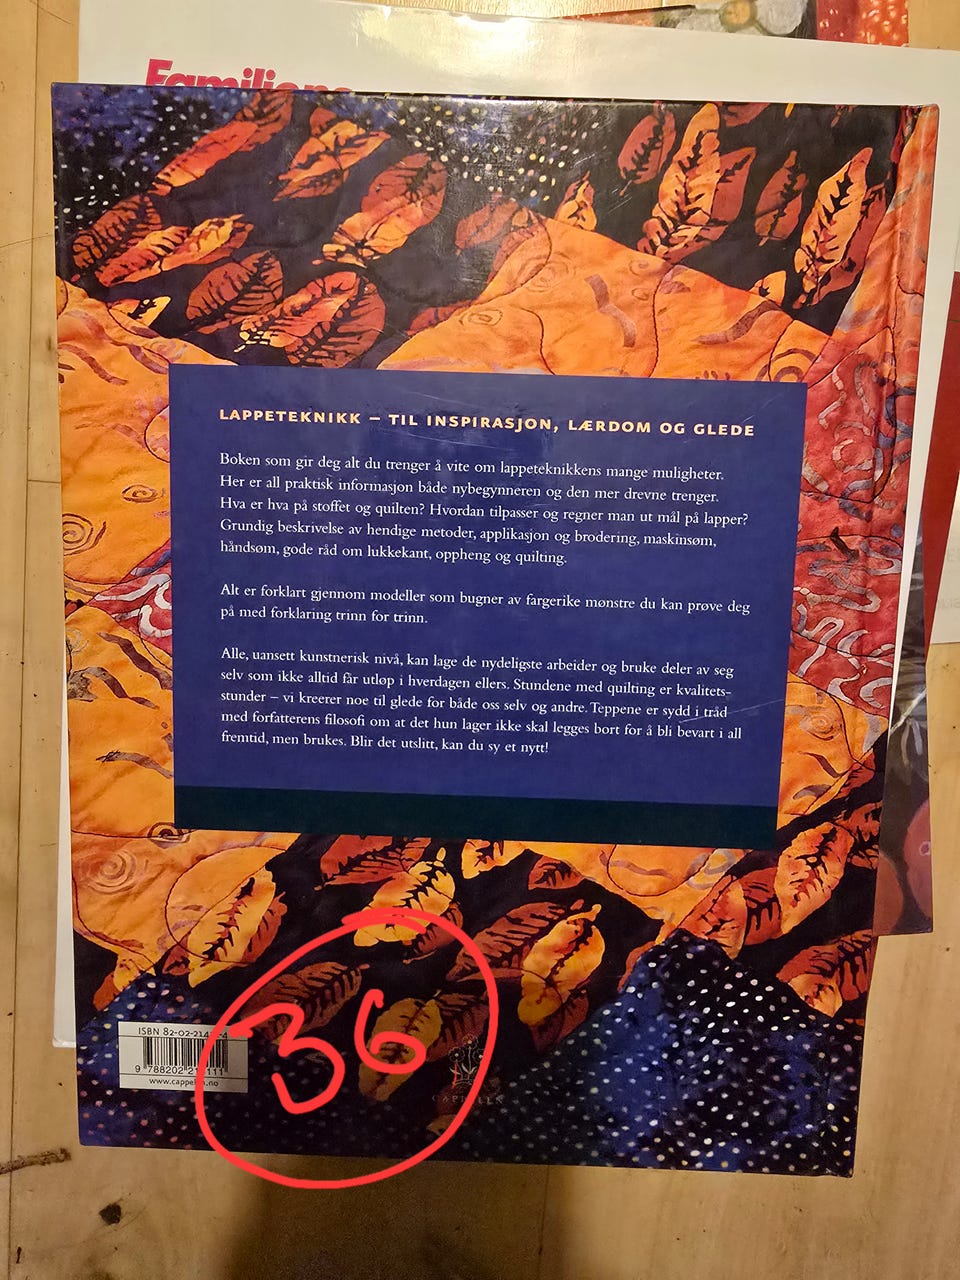 Familiens
LAPPETEKNIKK – TIL INSPIRASJON, LÆRDOM OG GLEDE
Boken som gir deg alt du trenger å vite om lappeteknikkens mange muligheter.
Her er all praktisk informasjon både nybegynneren og den mer drevne trenger.
Hva er hva på stoffet og quilten? Hvordan tilpasser og regner man ut mål på lapper?
Grundig beskrivelse av hendige metoder, applikasjon og brodering, maskinsøm,
håndsøm, gode råd om lukkekant, oppheng og quilting.
Alt er forklart gjennom modeller som bugner av fargerike mønstre du kan prøve deg
på med forklaring trinn for trinn.
Alle, uansett kunstnerisk nivå, kan lage de nydeligste arbeider og bruke deler av seg
selv som ikke alltid får utløp i hverdagen ellers. Stundene med quilting er kvalitets-
stunder – vi kreerer noe til glede for både oss selv og andre. Teppene er sydd i tråd
med forfatterens filosofi om at det hun lager ikke skal legges bort for å bli bevart i all
fremtid, men brukes. Blir det utslitt, kan du sy et nytt!
36
ISBN
CAPPELEN